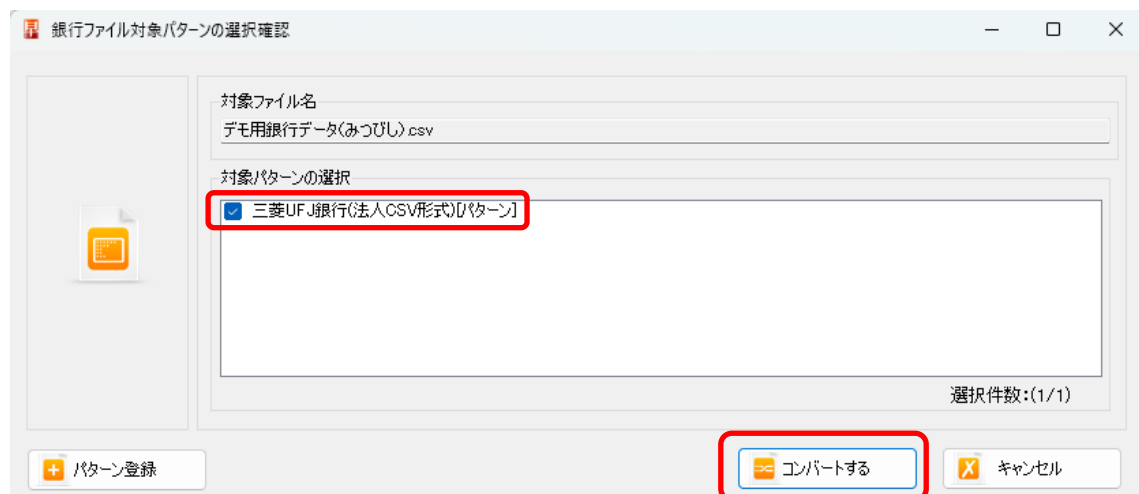 銀行ファイル対象パターンの選択確認
対象ファイル名
デモ用銀行データ(みつびし).csv
対象パターンの選択
三菱UFJ銀行(法人CSV形式)[パターン]
選択件数:(1/1)
パターン登録
コンバートする
キャンセル